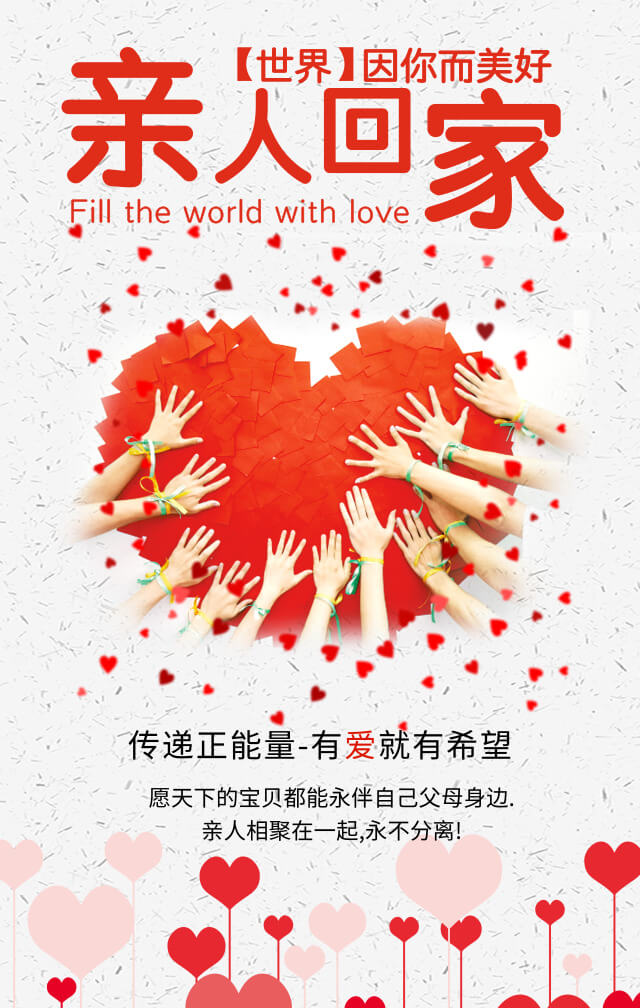 【世界】因你而美好
亲人回家
Fill the world with love
传递正能量-有爱就有希望
愿天下的宝贝都能永伴自己父母身边.
亲人相聚在一起,永不分离!